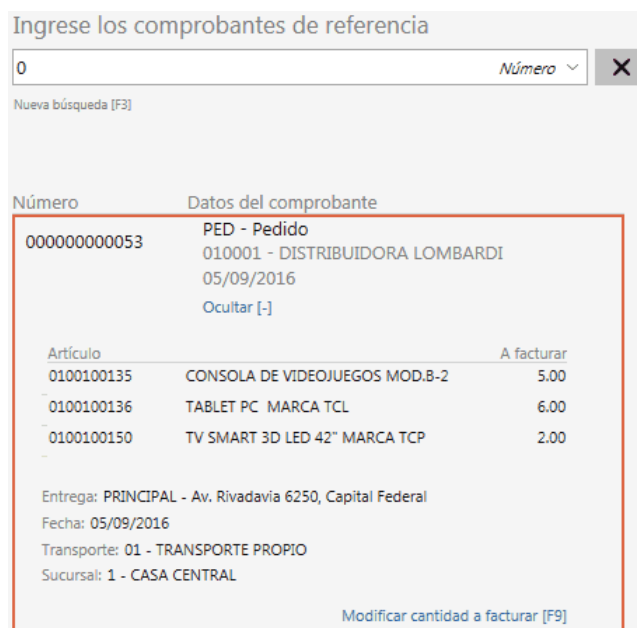 Ingrese los comprobantes de referencia
0 Número
Nueva búsqueda [F3]
Número Datos del comprobante
000000000053 PED - Pedido
010001 - DISTRIBUIDORA LOMBARDI
05/09/2016
Ocultar [-]
Artículo A facturar
0100100135 CONSOLA DE VIDEOJUEGOS MOD.B-2 5.00
0100100136 TABLET PC MARCA TCL 6.00
0100100150 TV SMART 3D LED 42" MARCA TCP 2.00
Entrega: PRINCIPAL - Av. Rivadavia 6250, Capital Federal
Fecha: 05/09/2016
Transporte: 01 - TRANSPORTE PROPIO
Sucursal: 1 - CASA CENTRAL
Modificar cantidad a facturar [F9]